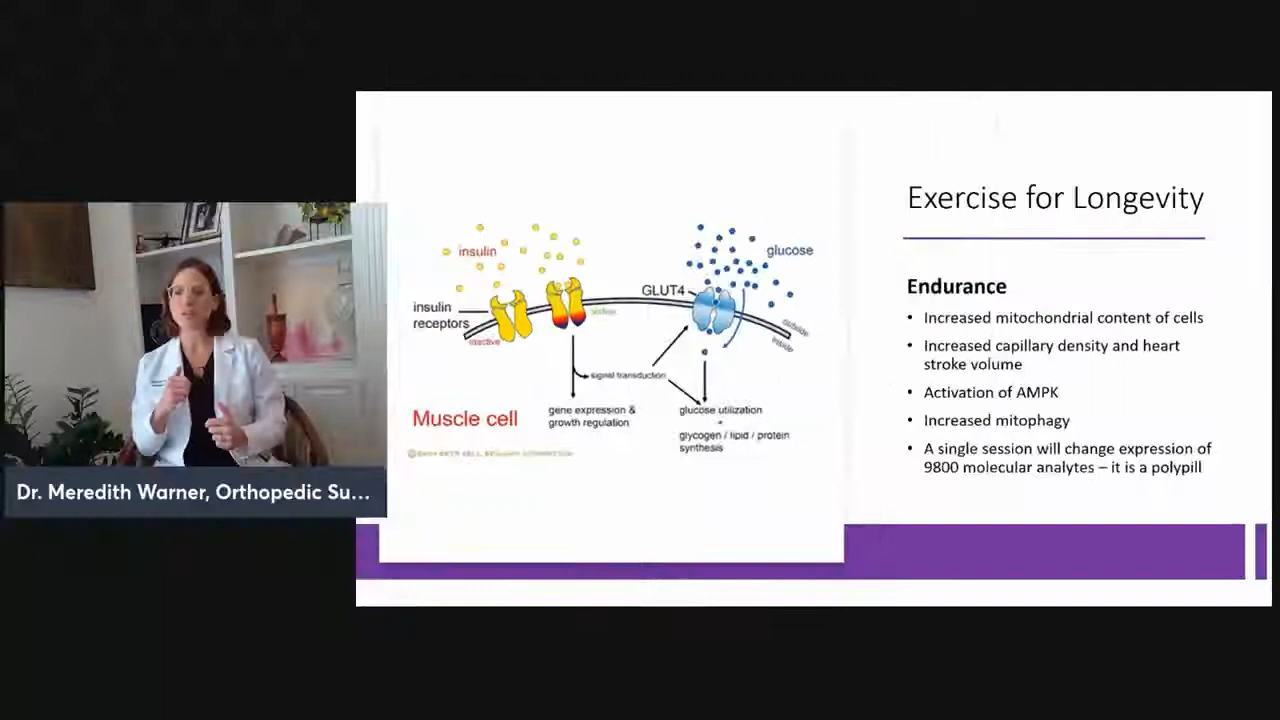 Exercise for Longevity
Endurance
• Increased mitochondrial content of cells
• Increased capillary density and heart
stroke volume
• Activation of AMPK
• Increased mitophagy
• A single session will change expression of
9800 molecular analytes – it is a polypill
insulin
glucose
GLUT4
insulin
receptors
inactive
active
outside
inside
signal transduction
Muscle cell
gene expression &
growth regulation
glucose utilization
glycogen / lipid / protein
synthesis
Dr. Meredith Warner, Orthopedic Su...